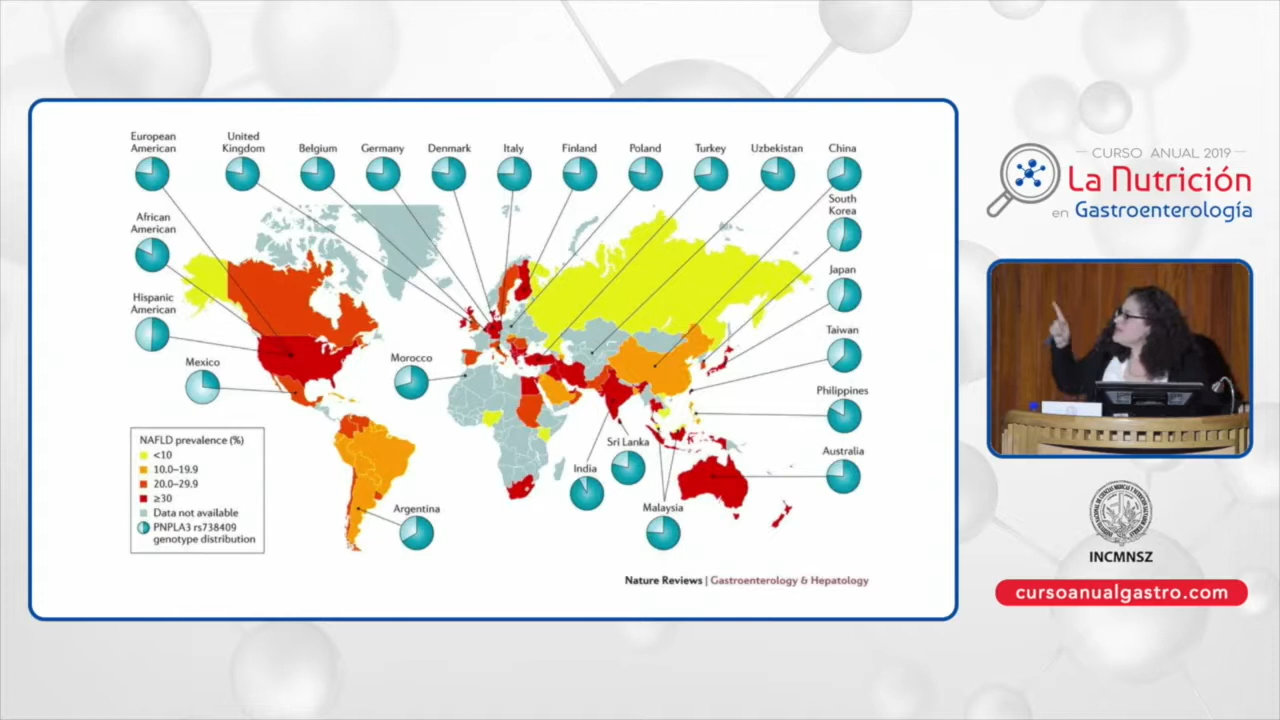 European
American
United
Kingdom
Belgium
Germany
Denmark
Italy
Finland
Poland
Turkey
Uzbekistan
China
African
American
South
Korea
Hispanic
American
Japan
Mexico
Morocco
Taiwan
Philippines
Sri Lanka
India
Australia
Malaysia
Argentina
NAFLD prevalence (%)
<10
10.0–19.9
20.0–29.9
≥30
Data not available
PNPLA3 rs738409
genotype distribution
Nature Reviews | Gastroenterology & Hepatology
CURSO ANUAL 2019
La Nutrición
en Gastroenterología
INCMNSZ
cursoanualgastro.com